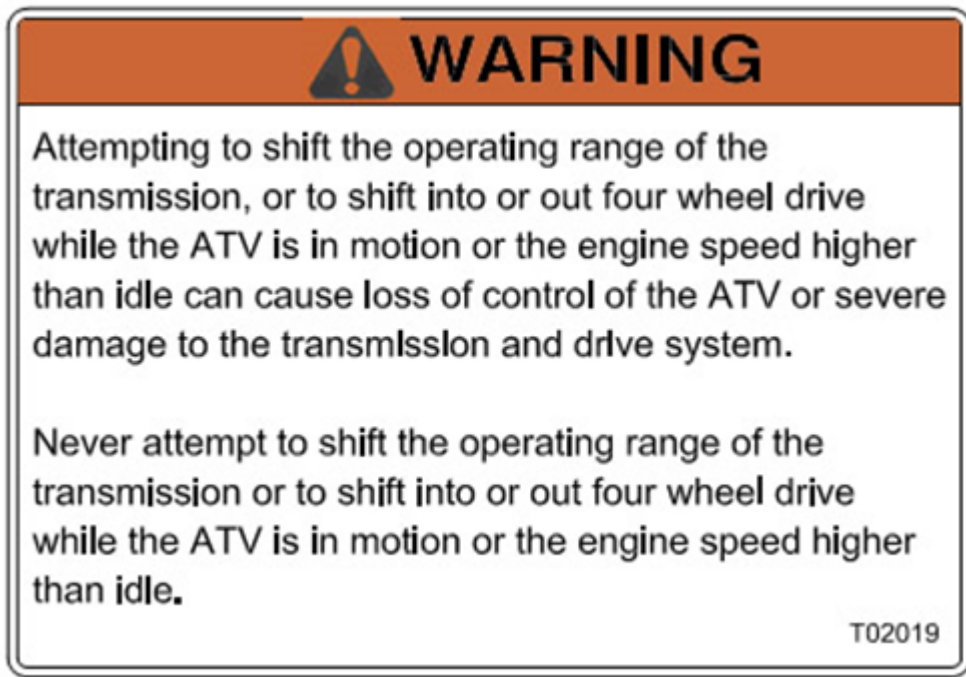 WARNING
Attempting to shift the operating range of the
transmission, or to shift into or out four wheel drive
while the ATV is in motion or the engine speed higher
than idle can cause loss of control of the ATV or severe
damage to the transmission and drive system.
Never attempt to shift the operating range of the
transmission or to shift into or out four wheel drive
while the ATV is in motion or the engine speed higher
than idle.
T02019